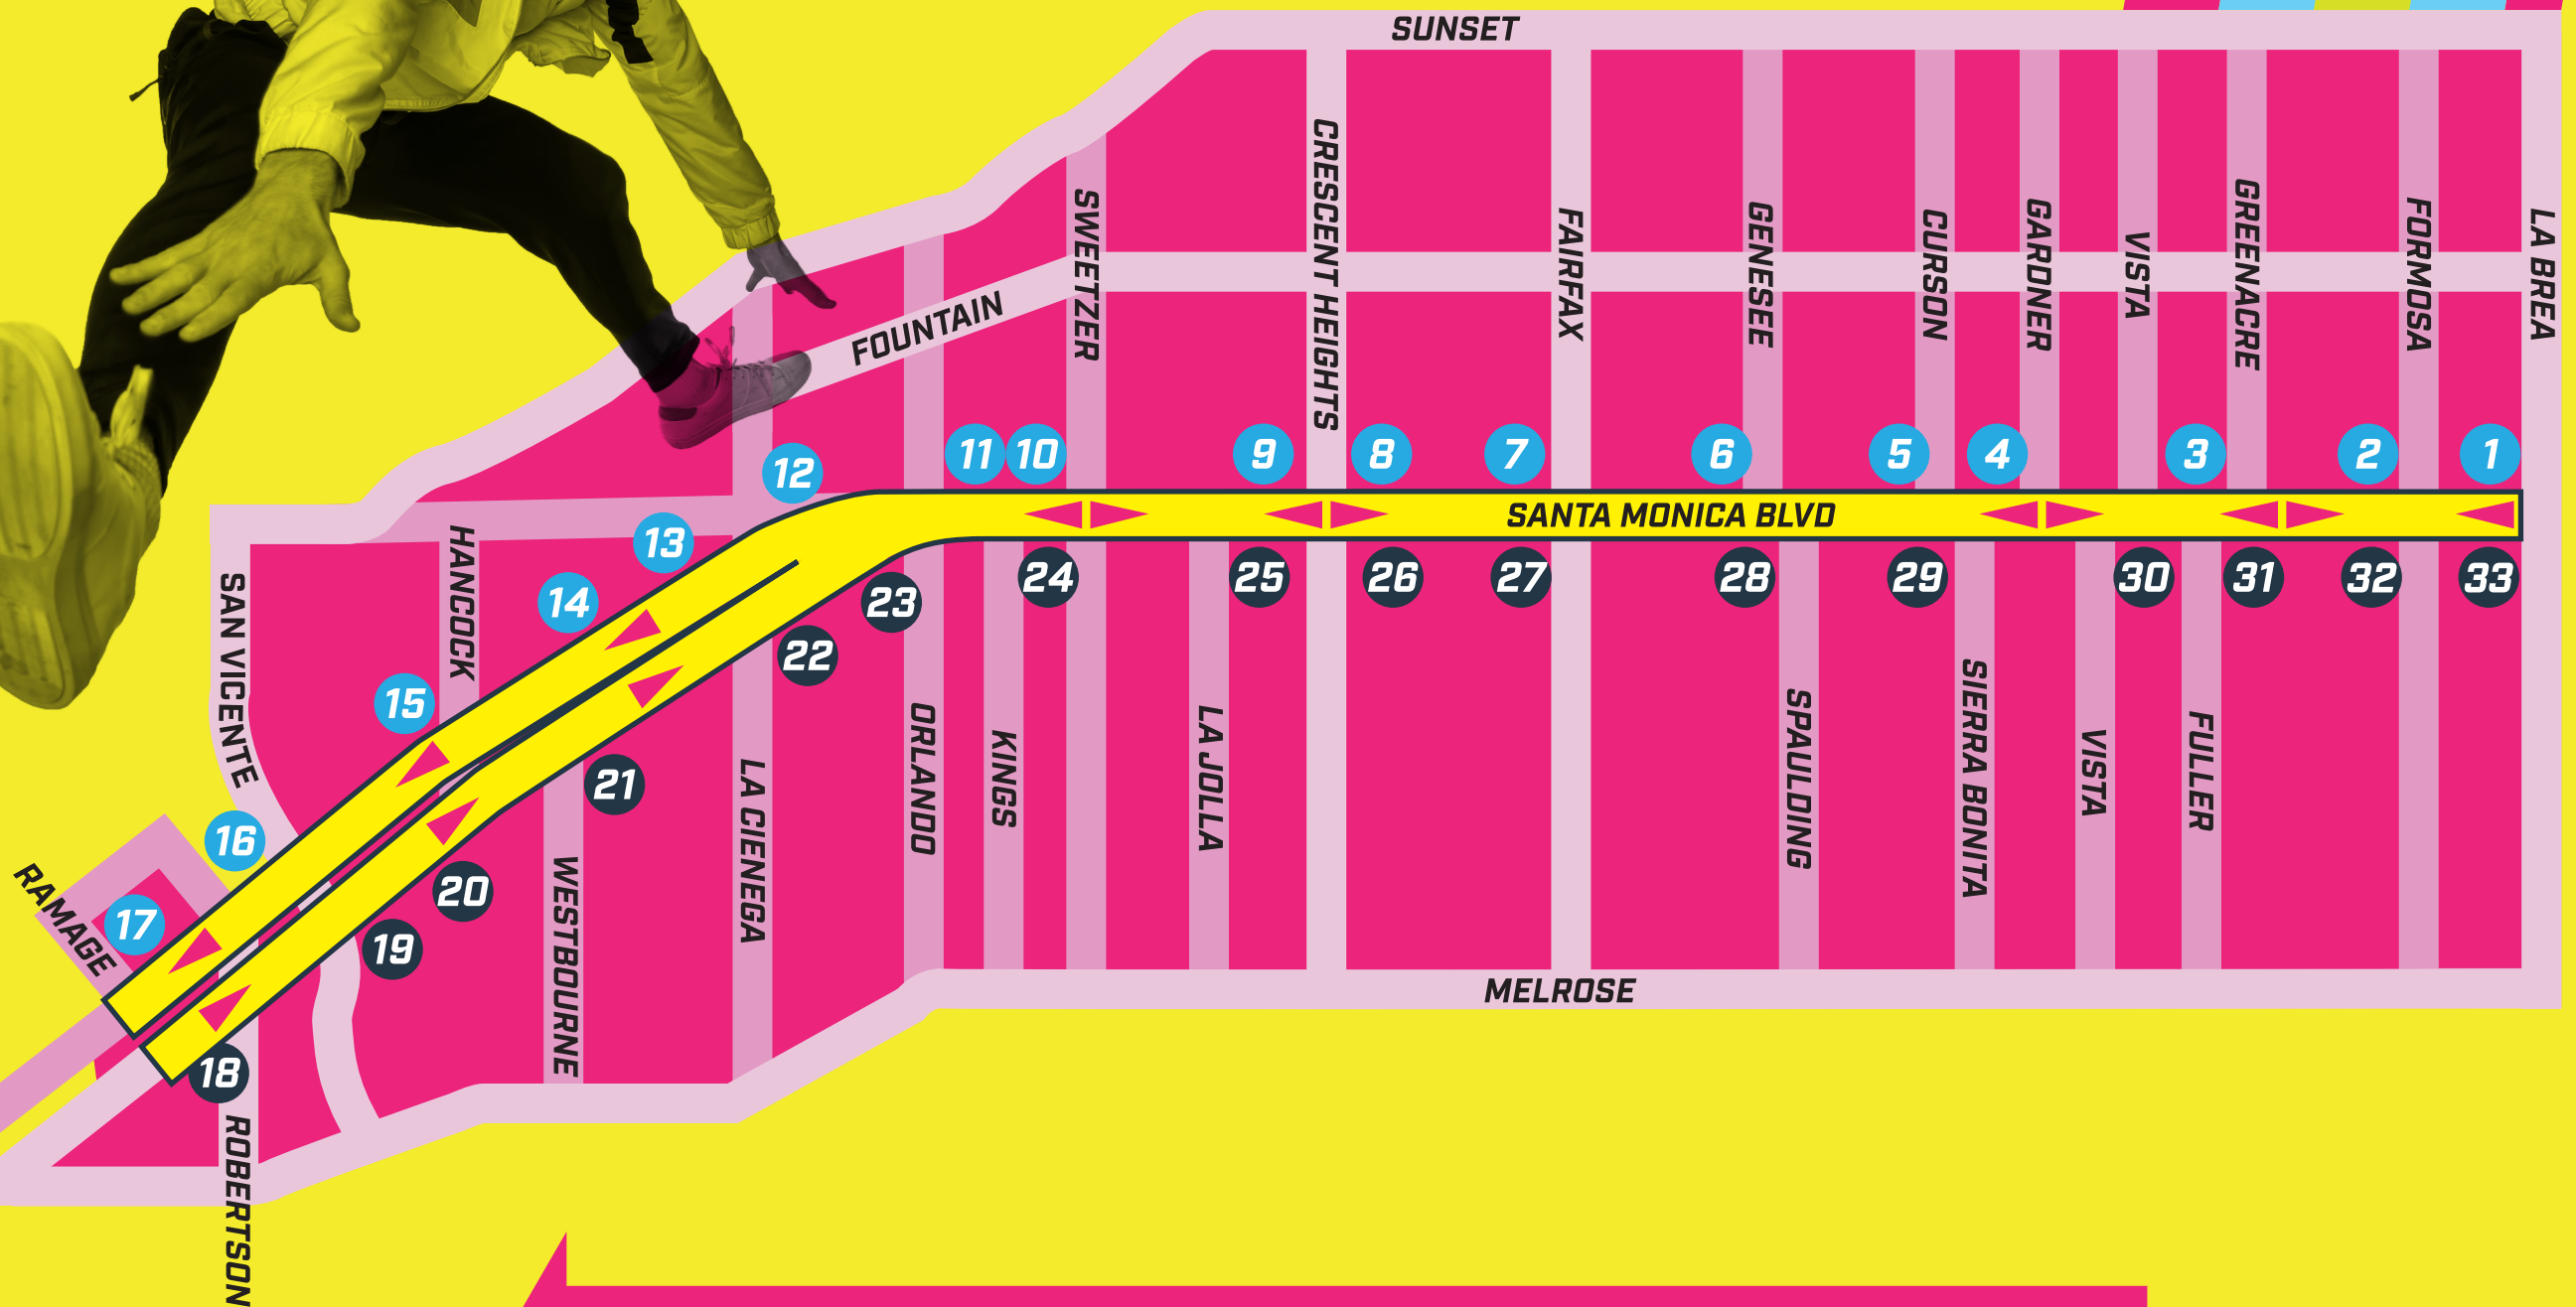 SUNSET
CRESCENT HEIGHTS
SWEETZER
FAIRFAX
GENESEE
CURSON
GARDNER
VISTA
GREENACRE
FORMOSA
LA BREA
FOUNTAIN
12
11
10
9
8
7
6
5
4
3
2
1
SANTA MONICA BLVD
13
14
15
16
17
HANCOCK
SAN VICENTE
RAMAGE
18
19
20
21
22
23
24
25
26
27
28
29
30
31
32
33
ROBERTSON
WESTBOURNE
LA CIENEGA
ORLANDO
KINGS
LA JOLLA
SPAULDING
SIERRA BONITA
VISTA
FULLER
MELROSE